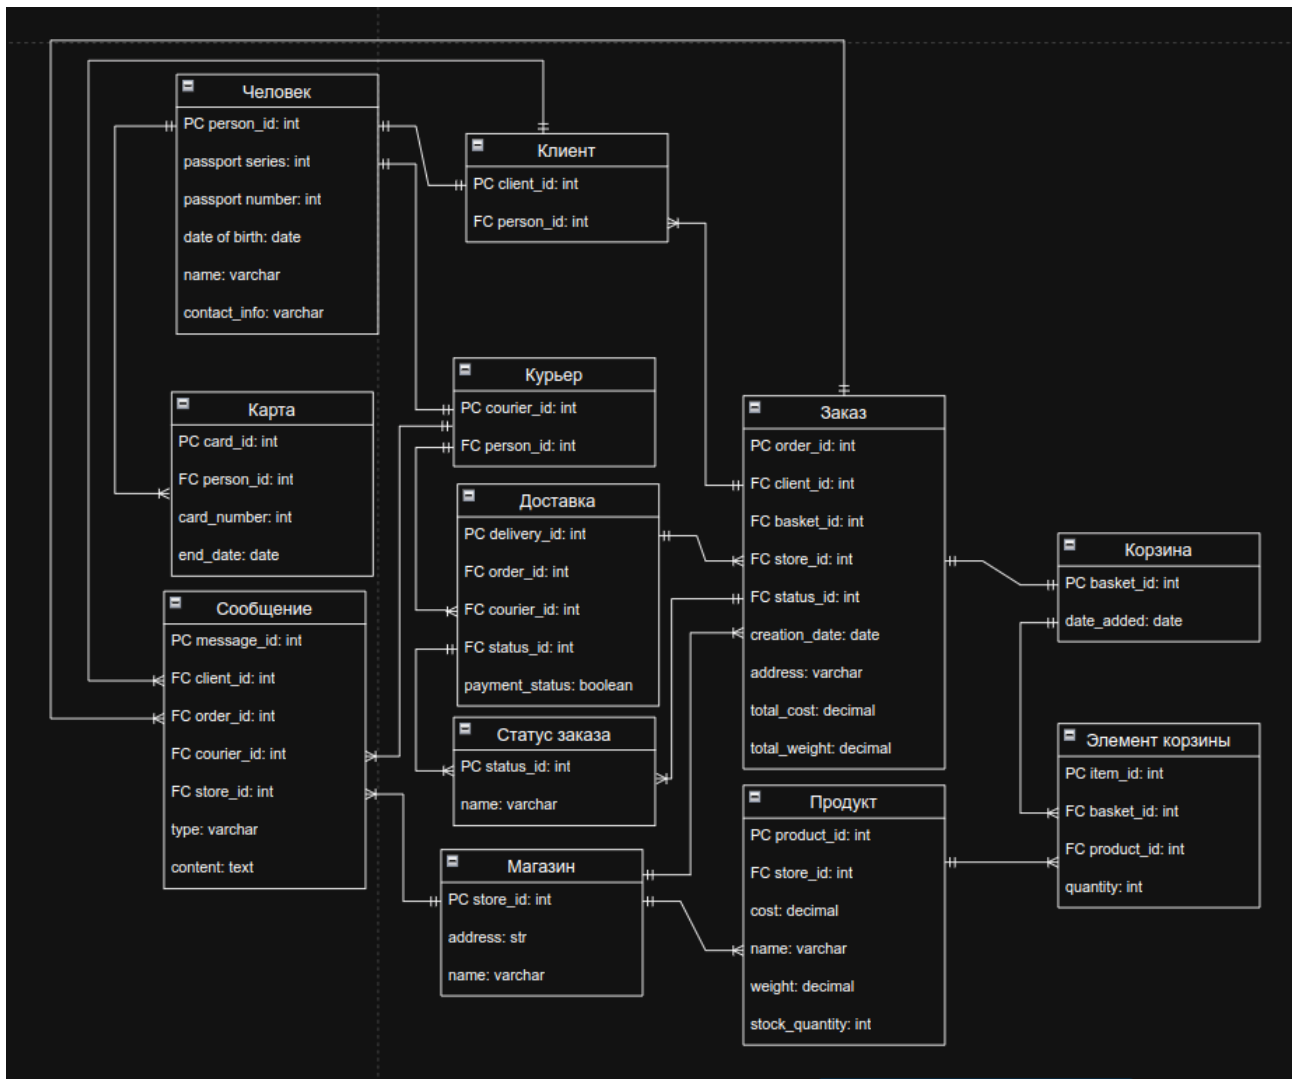 Человек
PC person_id: int
passport series: int
passport number: int
date of birth: date
name: varchar
contact_info: varchar
Клиент
PC client_id: int
FC person_id: int
Курьер
PC courier_id: int
FC person_id: int
Карта
PC card_id: int
FC person_id: int
card_number: int
end_date: date
Заказ
PC order_id: int
FC client_id: int
FC basket_id: int
FC store_id: int
FC status_id: int
creation_date: date
address: varchar
total_cost: decimal
total_weight: decimal
Доставка
PC delivery_id: int
FC order_id: int
FC courier_id: int
FC status_id: int
payment_status: boolean
Корзина
PC basket_id: int
date_added: date
Сообщение
PC message_id: int
FC client_id: int
FC order_id: int
FC courier_id: int
FC store_id: int
type: varchar
content: text
Статус заказа
PC status_id: int
name: varchar
Элемент корзины
PC item_id: int
FC basket_id: int
FC product_id: int
quantity: int
Продукт
PC product_id: int
FC store_id: int
cost: decimal
name: varchar
weight: decimal
stock_quantity: int
Магазин
PC store_id: int
address: str
name: varchar